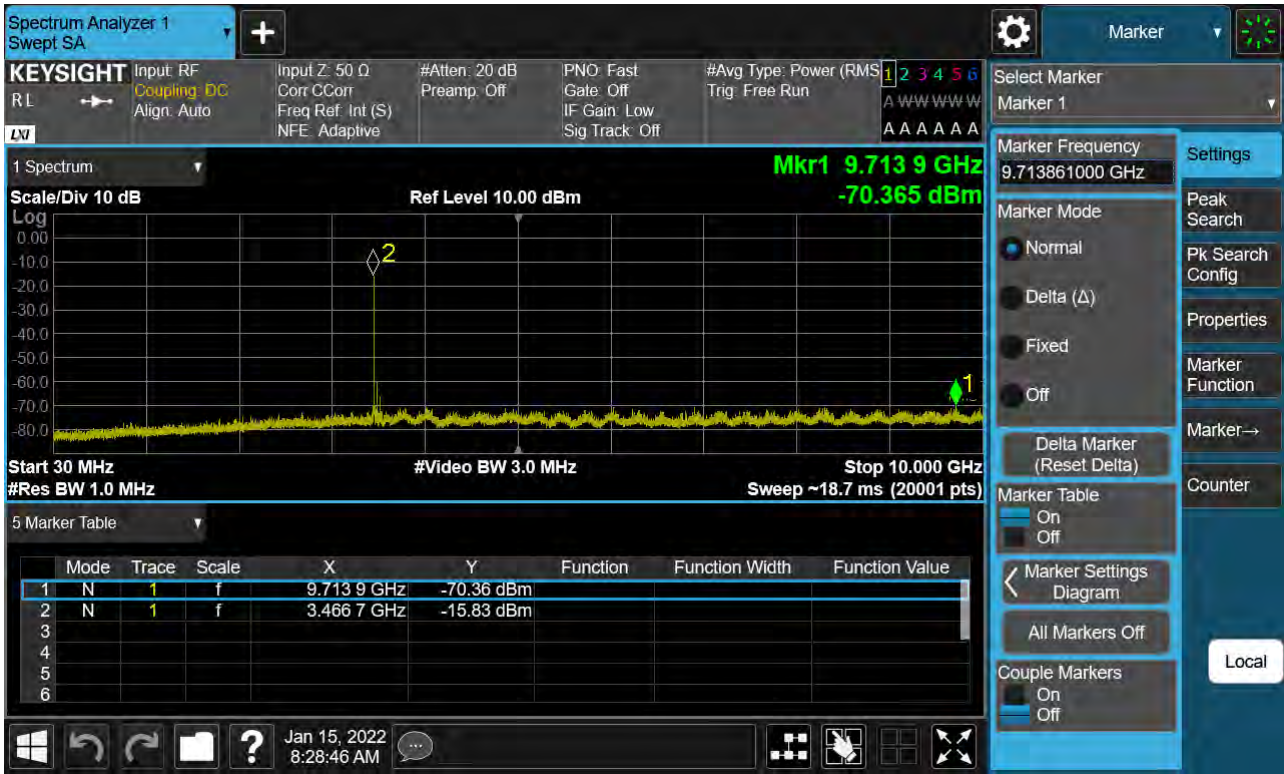 Spectrum Analyzer 1
Swept SA
+
Marker
KEYSIGHT
RL
LXI
Input: RF
Coupling: DC
Align: Auto
Input Z: 50 Ω
Corr CCorr
Freq Ref: Int (S)
NFE: Adaptive
#Atten: 20 dB
Preamp: Off
PNO: Fast
Gate: Off
IF Gain: Low
Sig Track: Off
#Avg Type: Power (RMS
Trig: Free Run
1 2 3 4 5 6
A W W W W W
A A A A A A
Select Marker
Marker 1
1 Spectrum
Mkr1 9.713 9 GHz
Scale/Div 10 dB
Ref Level 10.00 dBm
-70.365 dBm
Log
0.00
-10.0
-20.0
-30.0
-40.0
-50.0
-60.0
-70.0
-80.0
2
1
Start 30 MHz
#Video BW 3.0 MHz
Stop 10.000 GHz
#Res BW 1.0 MHz
Sweep ~18.7 ms (20001 pts)
5 Marker Table
Mode Trace Scale X Y Function Function Width Function Value
1 N 1 f 9.713 9 GHz -70.36 dBm
2 N 1 f 3.466 7 GHz -15.83 dBm
3
4
5
6
Marker Frequency
9.713861000 GHz
Marker Mode
Normal
Delta (Δ)
Fixed
Off
Delta Marker
(Reset Delta)
Marker Table
On
Off
Marker Settings
Diagram
All Markers Off
Couple Markers
On
Off
Settings
Peak
Search
Pk Search
Config
Properties
Marker
Function
Marker→
Counter
Local
?
Jan 15, 2022
8:28:46 AM